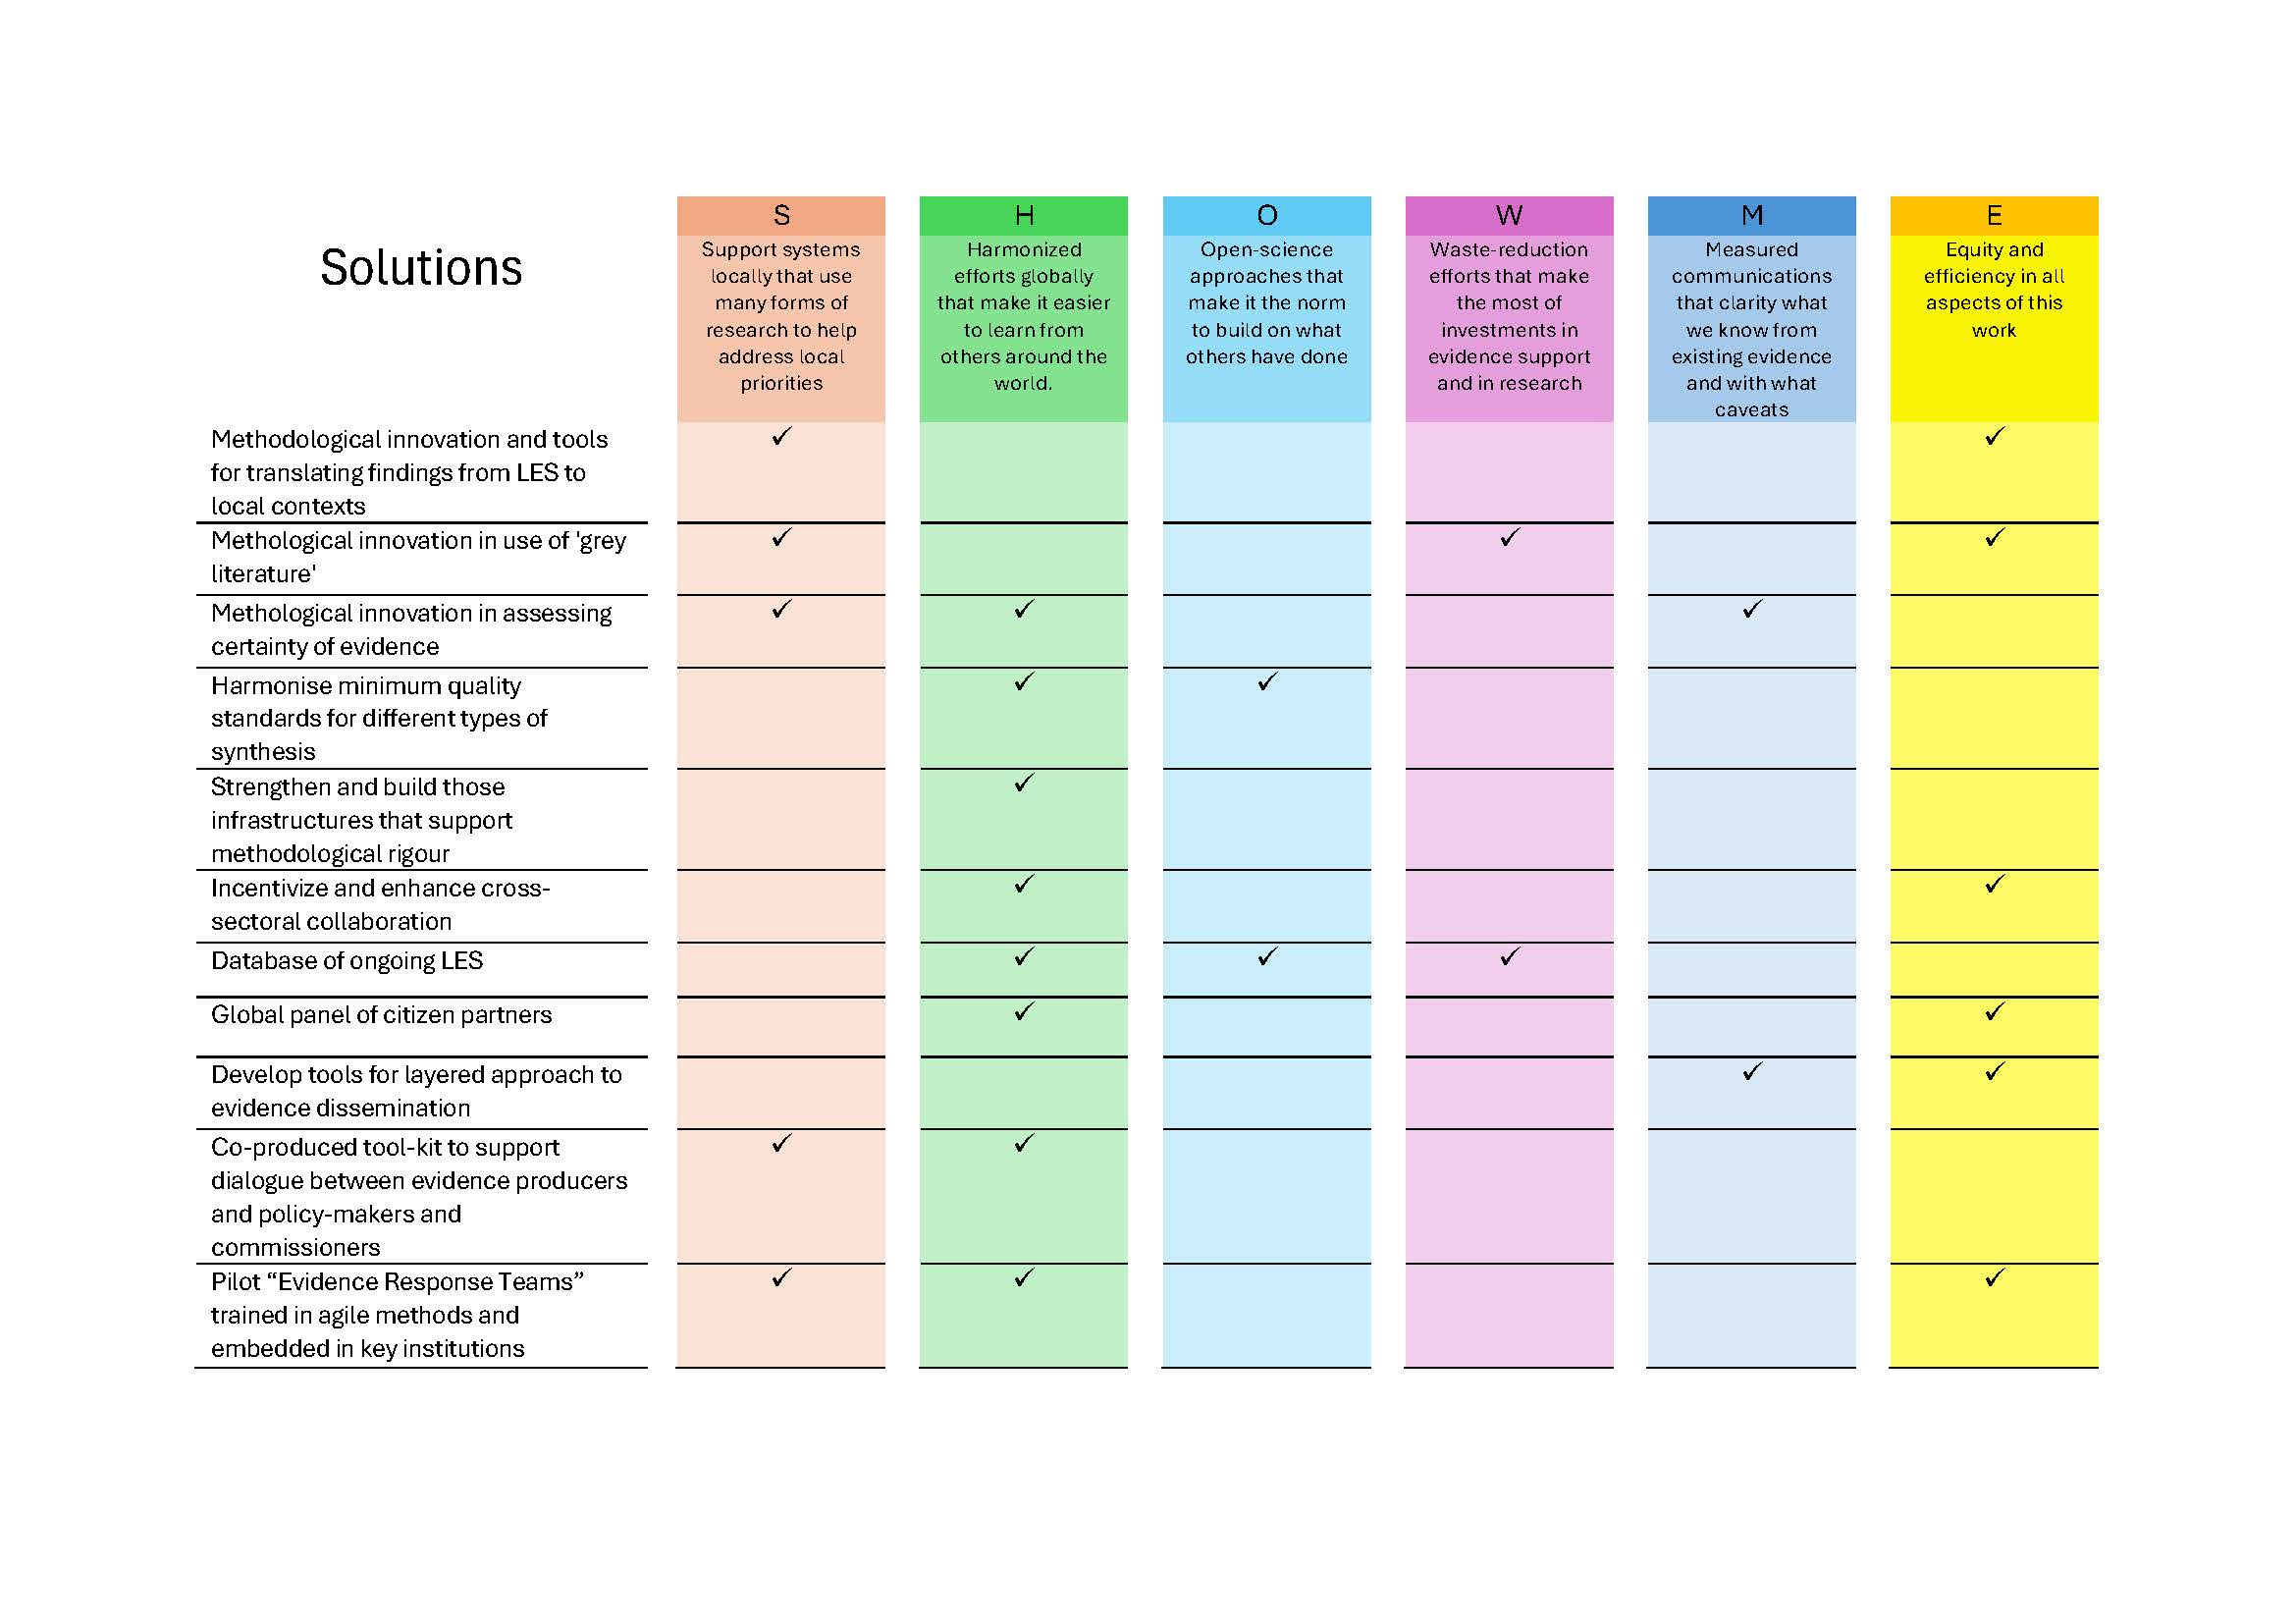 Solutions
S
Support systems
locally that use
many forms of
research to help
address local
priorities
H
Harmonized
efforts globally
that make it easier
to learn from
others around the
world.
O
Open-science
approaches that
make it the norm
to build on what
others have done
W
Waste-reduction
efforts that make
the most of
investments in
evidence support
and in research
M
Measured
communications
that clarity what
we know from
existing evidence
and with what
caveats
E
Equity and
efficiency in all
aspects of this
work
Methodological innovation and tools
for translating findings from LES to
local contexts
✓ ✓
Methological innovation in use of 'grey
literature'
✓ ✓ ✓
Methological innovation in assessing
certainty of evidence
✓ ✓ ✓
Harmonise minimum quality
standards for different types of
synthesis
✓ ✓
Strengthen and build those
infrastructures that support
methodological rigour
✓
Incentivize and enhance cross-
sectoral collaboration
✓ ✓
Database of ongoing LES
✓ ✓ ✓
Global panel of citizen partners
✓ ✓
Develop tools for layered approach to
evidence dissemination
✓ ✓
Co-produced tool-kit to support
dialogue between evidence producers
and policy-makers and
commissioners
✓ ✓
Pilot “Evidence Response Teams”
trained in agile methods and
embedded in key institutions
✓ ✓ ✓